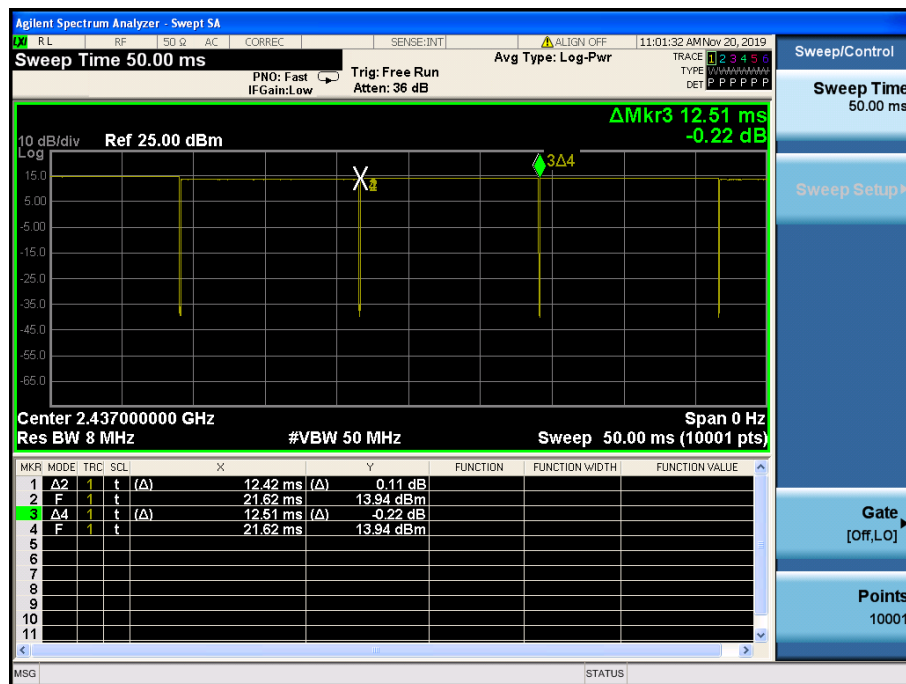 Agilent Spectrum Analyzer - Swept SA
LXI RL RF 50 Ω AC CORREC SENSE:INT ALIGN OFF 11:01:32 AM Nov 20, 2019
Sweep Time 50.00 ms
PNO: Fast
IFGain:Low
Trig: Free Run
Atten: 36 dB
Avg Type: Log-Pwr
TRACE 1 2 3 4 5 6
TYPE WWWWWW
DET P P P P P P
ΔMkr3 12.51 ms
-0.22 dB
10 dB/div Ref 25.00 dBm
Log
15.0
5.00
-5.00
-15.0
-25.0
-35.0
-45.0
-55.0
-65.0
3Δ4
Center 2.437000000 GHz Span 0 Hz
Res BW 8 MHz #VBW 50 MHz Sweep 50.00 ms (10001 pts)
MKR MODE TRC SCL X Y FUNCTION FUNCTION WIDTH FUNCTION VALUE
1 Δ2 1 t (Δ) 12.42 ms (Δ) 0.11 dB
2 F 1 t 21.62 ms 13.94 dBm
3 Δ4 1 t (Δ) 12.51 ms (Δ) -0.22 dB
4 F 1 t 21.62 ms 13.94 dBm
5
6
7
8
9
10
11
MSG STATUS
Sweep/Control
Sweep Time
50.00 ms
Sweep Setup
Gate
[Off,LO]
Points
10001